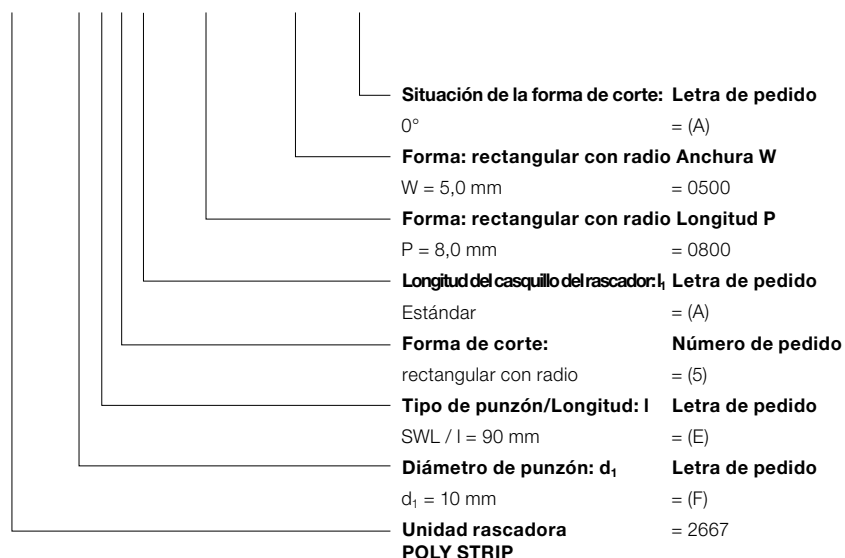 Situación de la forma de corte: Letra de pedido
0° = (A)
Forma: rectangular con radio Anchura W
W = 5,0 mm = 0500
Forma: rectangular con radio Longitud P
P = 8,0 mm = 0800
Longitud del casquillo del rascador: l₁ Letra de pedido
Estándar = (A)
Forma de corte: Número de pedido
rectangular con radio = (5)
Tipo de punzón/Longitud: l Letra de pedido
SWL / l = 90 mm = (E)
Diámetro de punzón: d₁ Letra de pedido
d₁ = 10 mm = (F)
Unidad rascadora = 2667
POLY STRIP